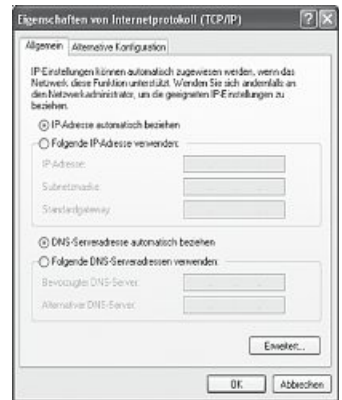 Eigenschaften von Internetprotokoll (TCP/IP)
Allgemein Alternative Konfiguration
IP-Einstellungen können automatisch zugewiesen werden, wenn das
Netzwerk diese Funktion unterstützt. Wenden Sie sich andernfalls an
den Netzwerkadministrator, um die geeigneten IP-Einstellungen zu
beziehen.
IP-Adresse automatisch beziehen
Folgende IP-Adresse verwenden:
IP-Adresse:
Subnetzmaske:
Standardgateway:
DNS-Serveradresse automatisch beziehen
Folgende DNS-Serveradressen verwenden:
Bevorzugter DNS-Server:
Alternativer DNS-Server:
Erweitert...
OK Abbrechen